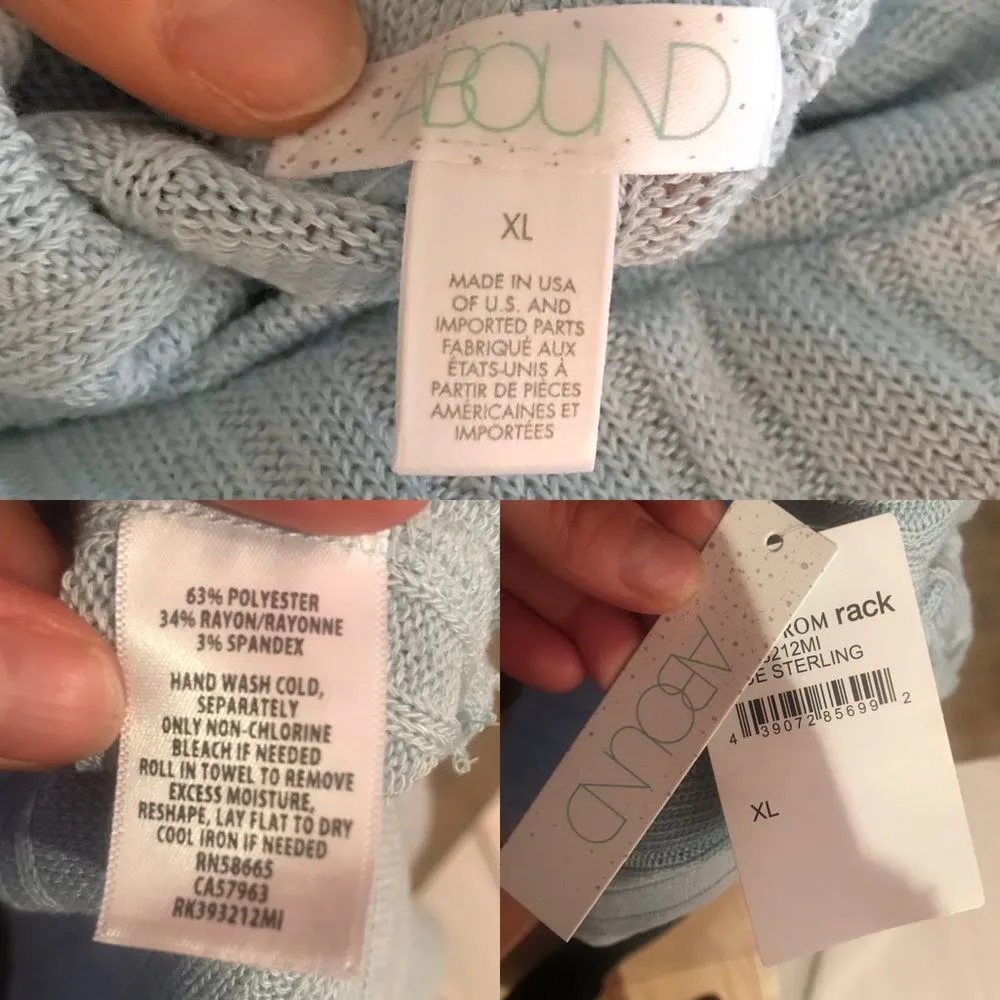 ABOUND
XL
MADE IN USA
OF U.S. AND
IMPORTED PARTS
FABRIQUÉ AUX
ÉTATS-UNIS À
PARTIR DE PIÈCES
AMÉRICAINES ET
IMPORTÉES
63% POLYESTER
34% RAYON/RAYONNE
3% SPANDEX
HAND WASH COLD,
SEPARATELY
ONLY NON-CHLORINE
BLEACH IF NEEDED
ROLL IN TOWEL TO REMOVE
EXCESS MOISTURE,
RESHAPE, LAY FLAT TO DRY
COOL IRON IF NEEDED
RN58665
CA57963
RK393212MI
ABOUND
ROM rack
3212MI
E STERLING
4 39072 85699 2
XL